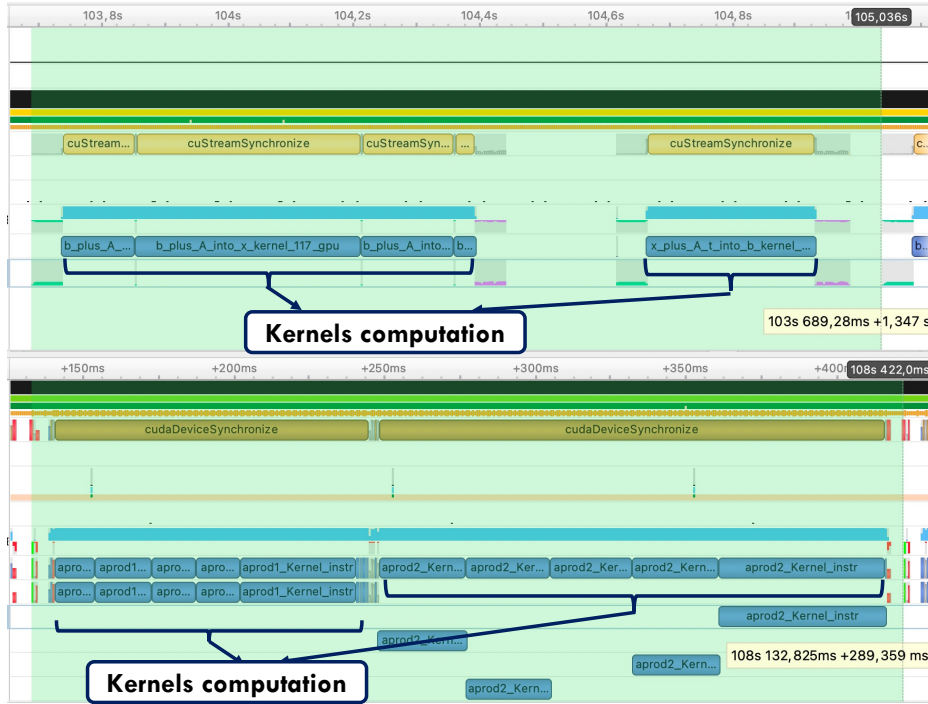 103,8s 104s 104,2s 104,4s 104,6s 104,8s 105,036s
cuStream... cuStreamSynchronize cuStreamSyn... ... cuStreamSynchronize c...
b_plus_A_... b_plus_A_into_x_kernel_117_gpu b_plus_A_into... b... x_plus_A_t_into_b_kernel_... b...
Kernels computation
103s 689,28ms +1,347 s
+150ms +200ms +250ms +300ms +350ms +400m 108s 422,0ms
cudaDeviceSynchronize cudaDeviceSynchronize
apro... aprod1... apro... apro... aprod1_Kernel_instr aprod2_Kern... aprod2_Ker... aprod2_Ker... aprod2_Kern... aprod2_Kernel_instr
apro... aprod1... apro... apro... aprod1_Kernel_instr
aprod2_Kernel_instr
aprod2_Kern...
108s 132,825ms +289,359 ms
aprod2_Kern...
Kernels computation
aprod2_Kern...